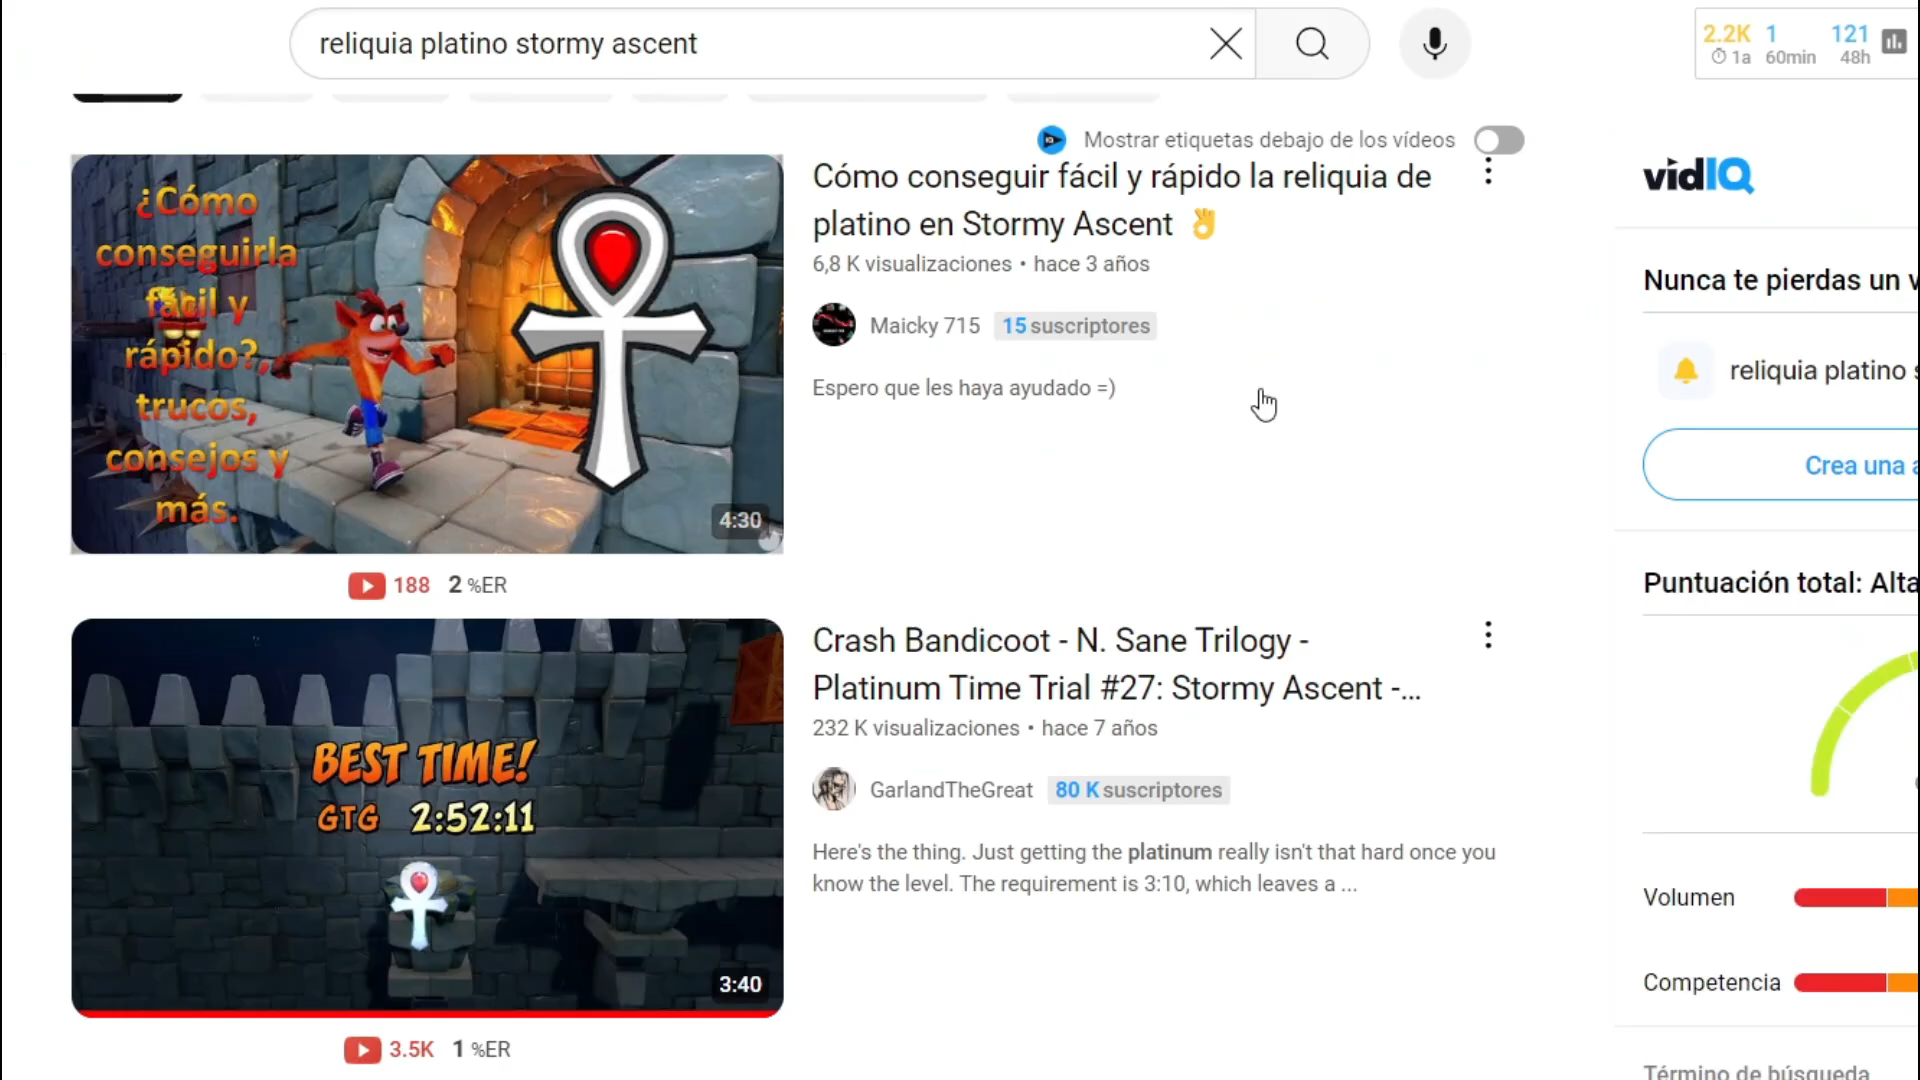 reliquia platino stormy ascent
2.2K 1 121
1a 60min 48h
Mostrar etiquetas debajo de los vídeos
¿Cómo
conseguirla
fácil y
rápido?,
trucos,
consejos y
más.
4:30
Cómo conseguir fácil y rápido la reliquia de
platino en Stormy Ascent 👌
6,8 K visualizaciones • hace 3 años
Maicky 715 15 suscriptores
Espero que les haya ayudado =)
188 2 %ER
BEST TIME!
GTG 2:52:11
3:40
Crash Bandicoot - N. Sane Trilogy -
Platinum Time Trial #27: Stormy Ascent -...
232 K visualizaciones • hace 7 años
GarlandTheGreat 80 K suscriptores
Here's the thing. Just getting the platinum really isn't that hard once you
know the level. The requirement is 3:10, which leaves a ...
3.5K 1 %ER
vidIQ
Nunca te pierdas un v
reliquia platino s
Crea una a
Puntuación total: Alta
Volumen
Competencia
Término de búsqueda